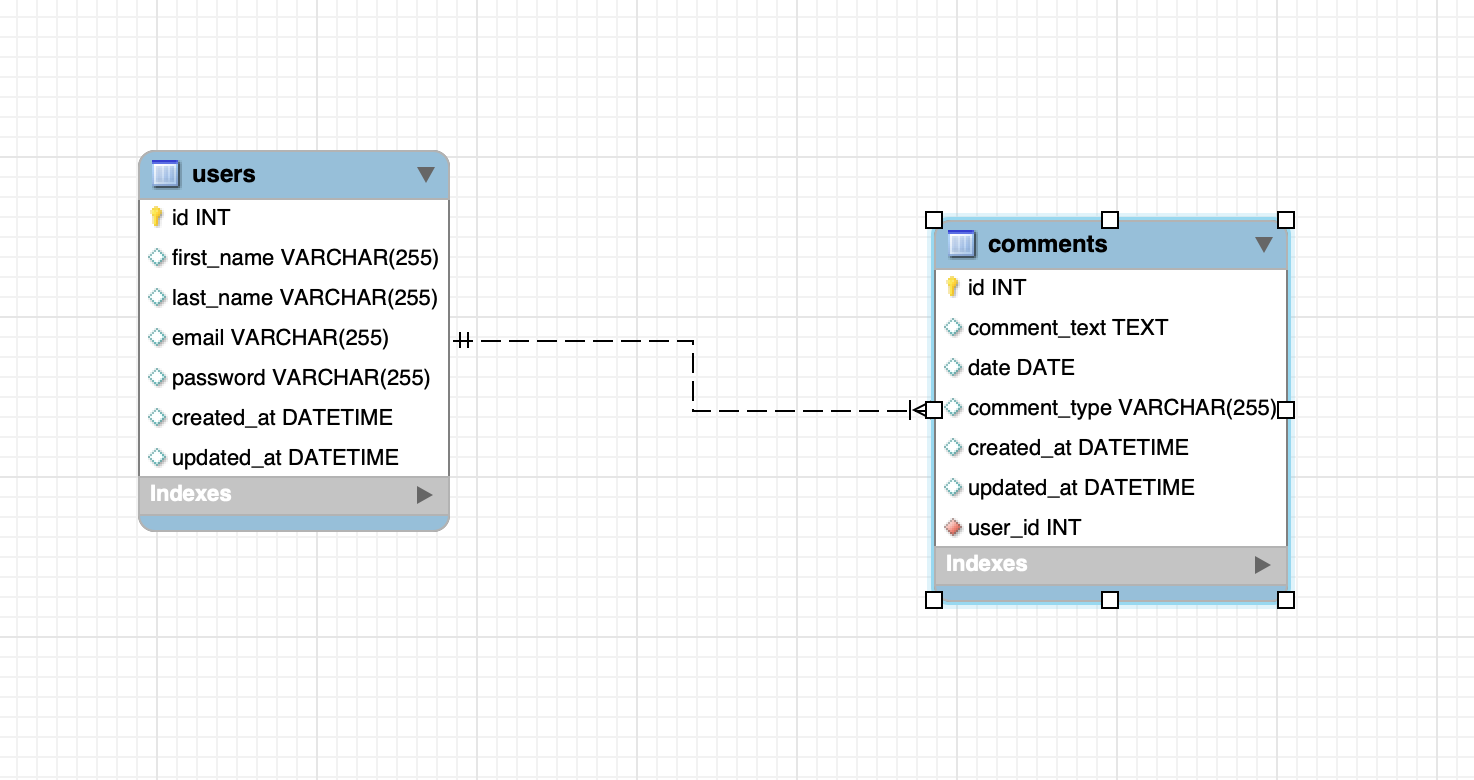 users
id INT
first_name VARCHAR(255)
last_name VARCHAR(255)
email VARCHAR(255)
password VARCHAR(255)
created_at DATETIME
updated_at DATETIME
Indexes
comments
id INT
comment_text TEXT
date DATE
comment_type VARCHAR(255)
created_at DATETIME
updated_at DATETIME
user_id INT
Indexes